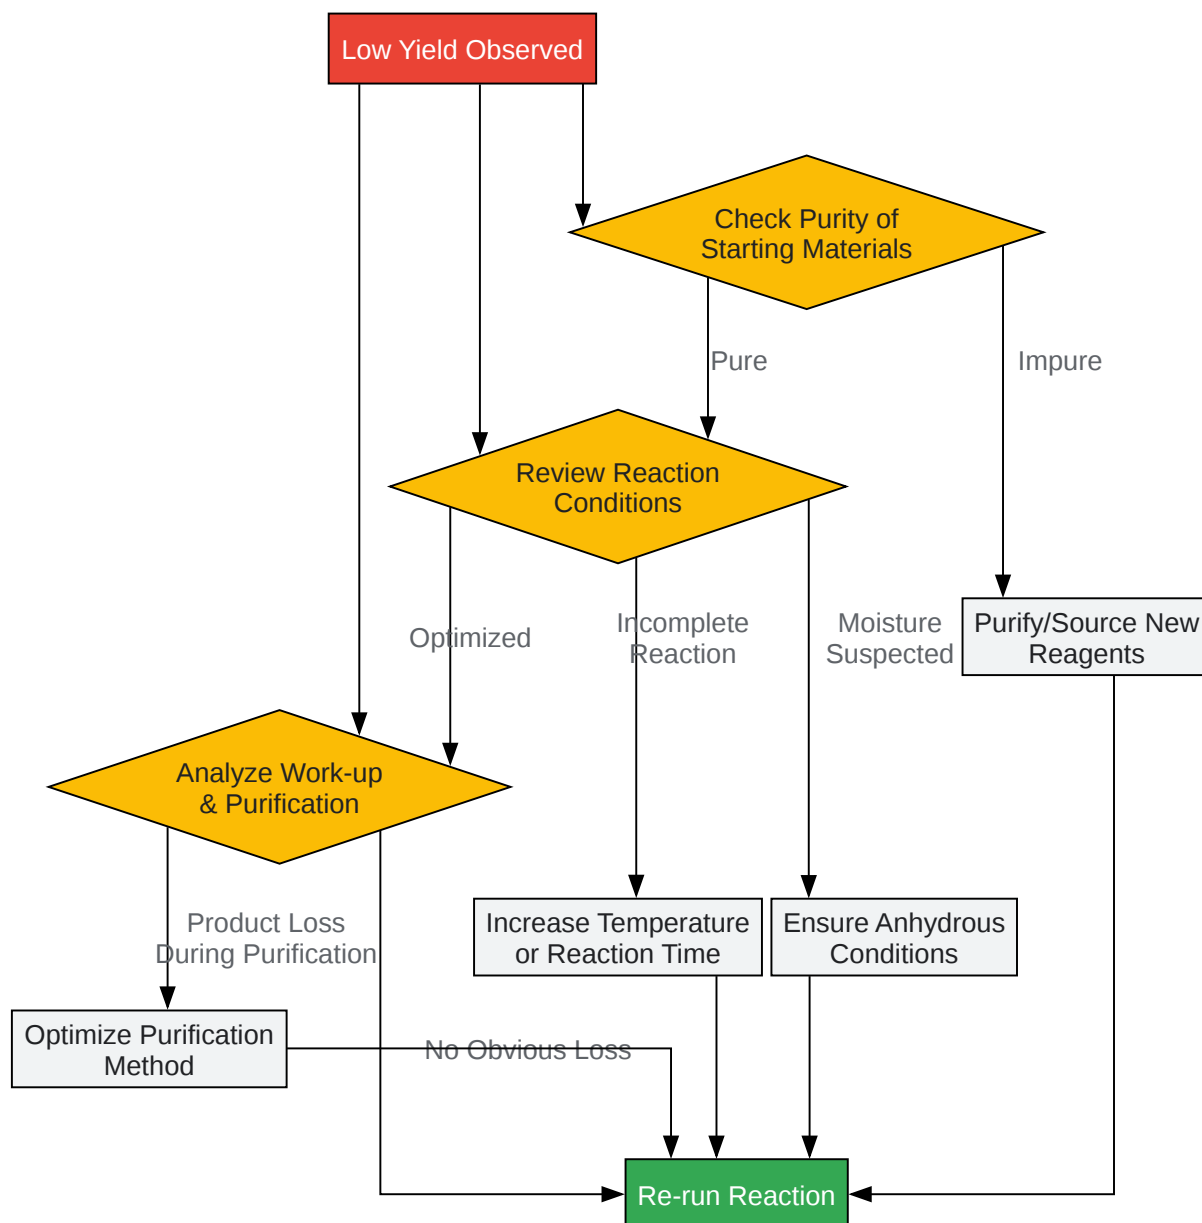 Low Yield Observed
Check Purity of
Starting Materials
Pure
Impure
Review Reaction
Conditions
Optimized
Incomplete
Reaction
Moisture
Suspected
Purify/Source New
Reagents
Analyze Work-up
& Purification
Product Loss
During Purification
Increase Temperature
or Reaction Time
Ensure Anhydrous
Conditions
Optimize Purification
Method
No Obvious Loss
Re-run Reaction